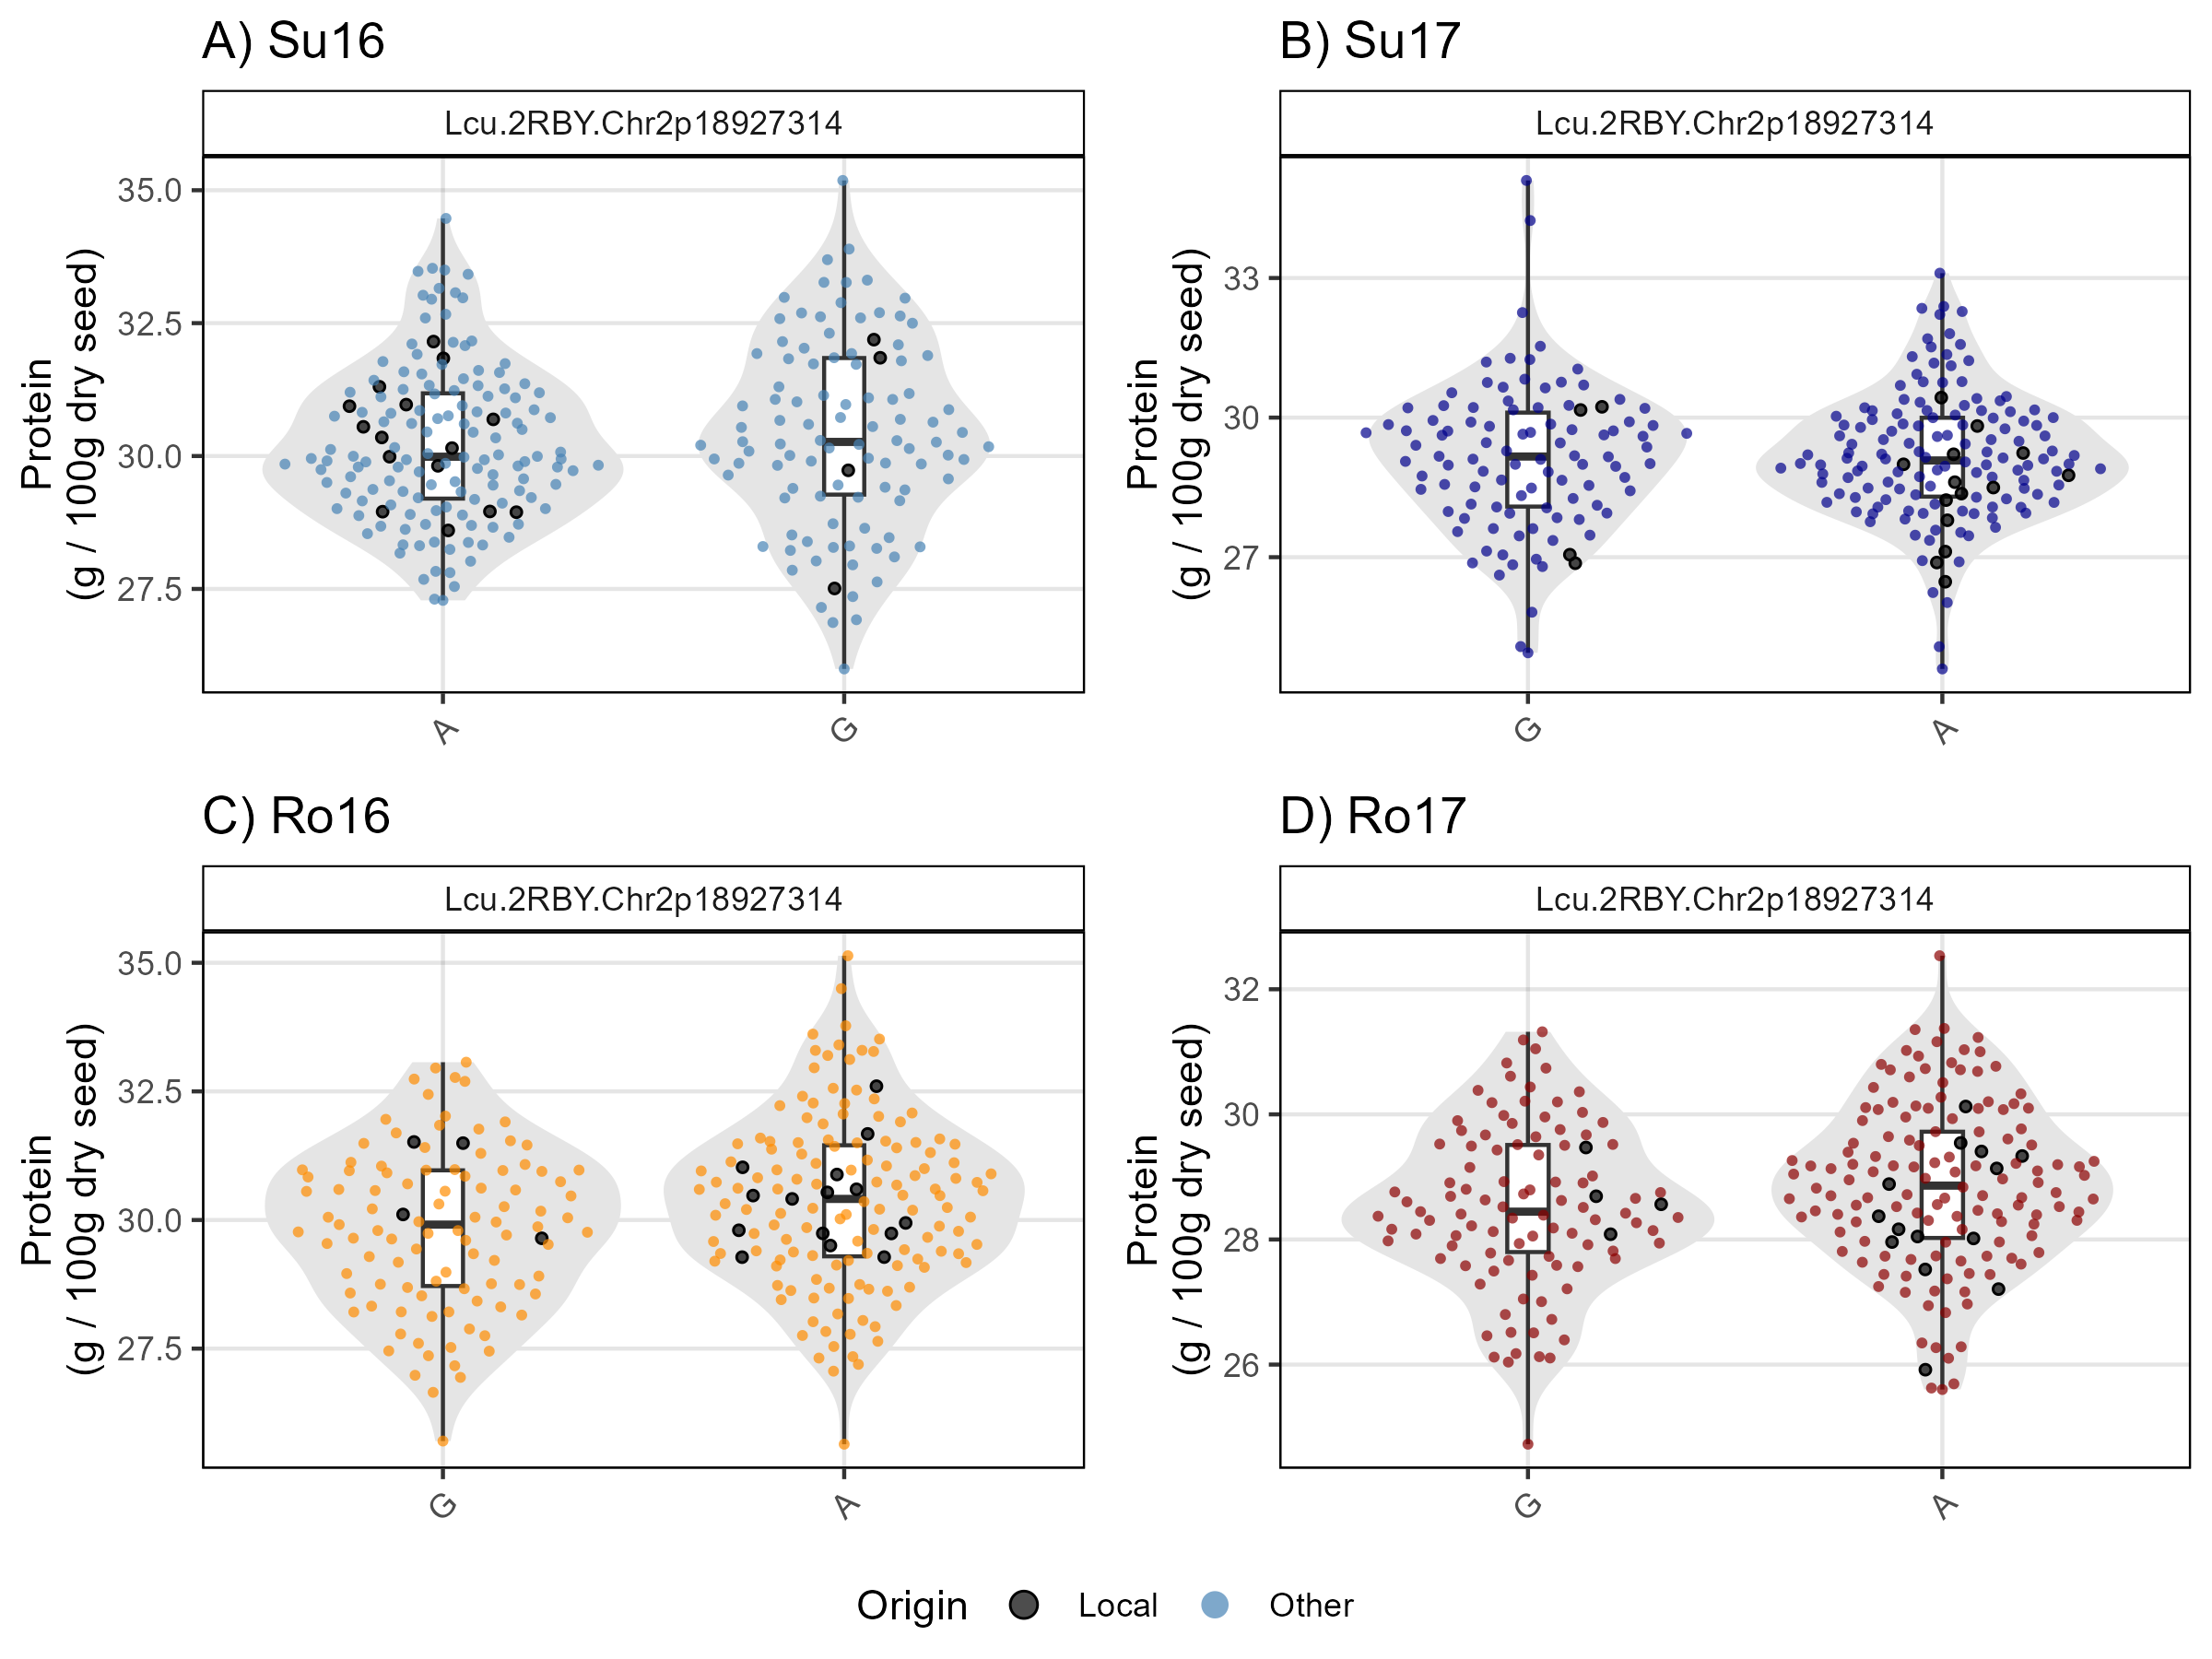 A) Su16
Lcu.2RBY.Chr2p18927314
Protein
(g / 100g dry seed)
35.0
32.5
30.0
27.5
A
G
B) Su17
Lcu.2RBY.Chr2p18927314
Protein
(g / 100g dry seed)
33
30
27
G
A
C) Ro16
Lcu.2RBY.Chr2p18927314
Protein
(g / 100g dry seed)
35.0
32.5
30.0
27.5
G
A
D) Ro17
Lcu.2RBY.Chr2p18927314
Protein
(g / 100g dry seed)
32
30
28
26
G
A
Origin Local Other